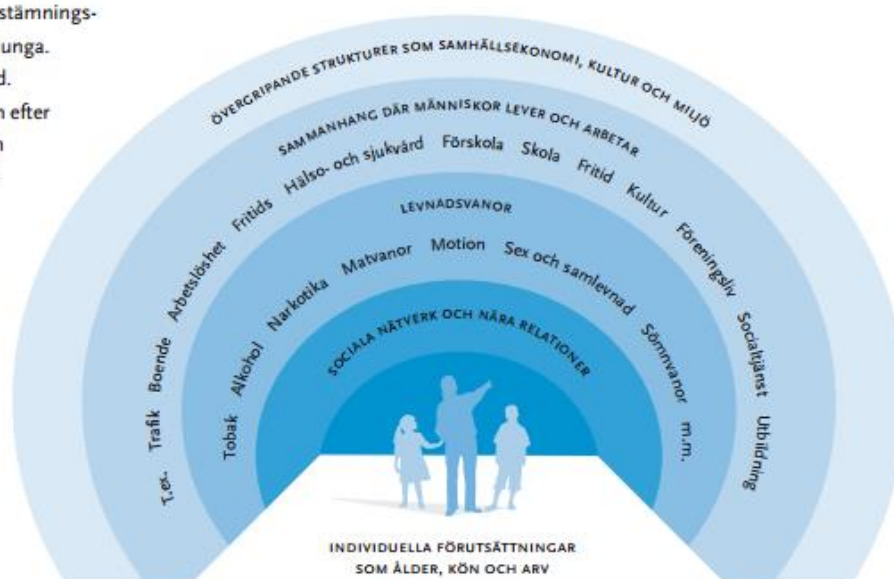 stämnings-
unga.
d.
n efter
n
ÖVERGRIPANDE STRUKTURER SOM SAMHÄLLSEKONOMI, KULTUR OCH MILJÖ
SAMMANHANG DÄR MÄNNISKOR LEVER OCH ARBETAR
T.ex. Trafik Boende Arbetslöshet Fritids Hälso- och sjukvård Förskola Skola Fritid Kultur Föreningsliv Socialtjänst Utbildning
LEVNADSVANOR
Tobak Alkohol Narkotika Matvanor Motion Sex och samlevnad Sömnvanor m.m.
SOCIALA NÄTVERK OCH NÄRA RELATIONER
INDIVIDUELLA FÖRUTSÄTTNINGAR
SOM ÅLDER, KÖN OCH ARV